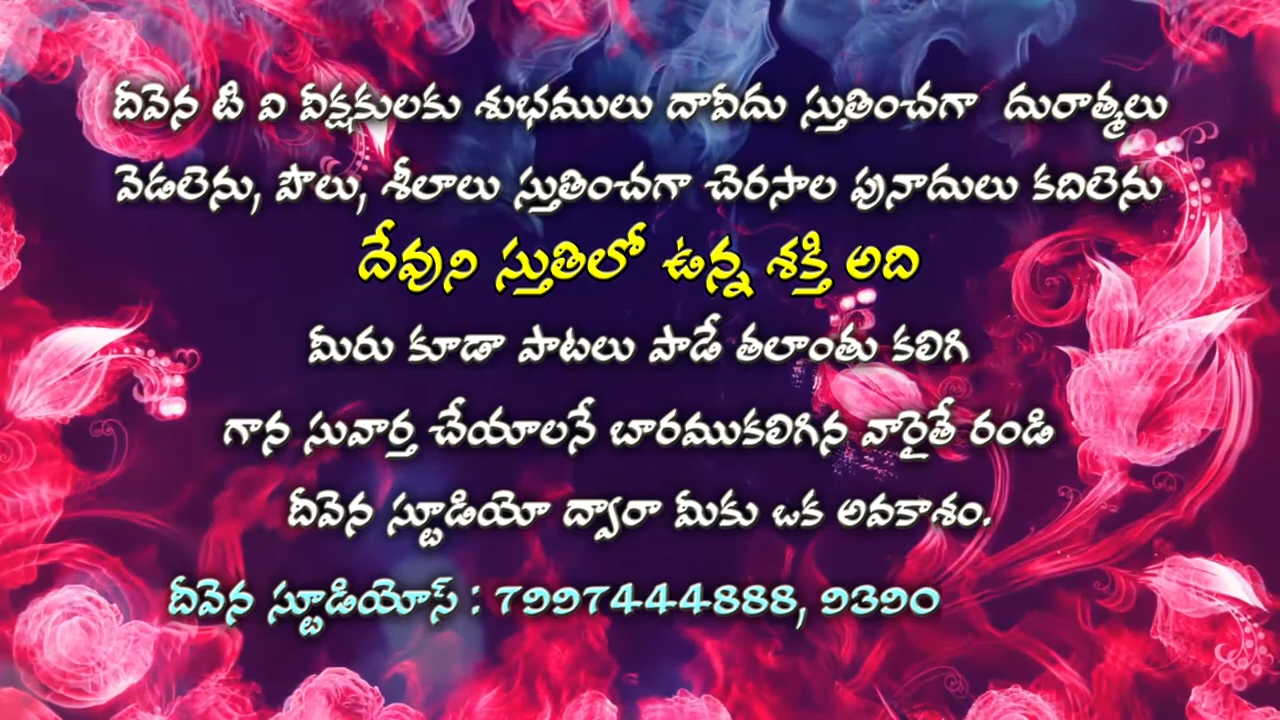 దీవెన టి వి వీక్షకులకు శుభములు దావీదు స్తుతించగా దురాత్మలు
వెడలెను, పౌలు, శీలాలు స్తుతించగా చెరసాల పునాదులు కదిలెను
దేవుని స్తుతిలో ఉన్న శక్తి అది
మీరు కూడా పాటలు పాడే తలాంతు కలిగి
గాన సువార్త చేయాలనే బారముకలిగిన వారైతే రండి
దీవెన స్టూడియో ద్వారా మీకు ఒక అవకాశం.
దీవెన స్టూడియోస్ : 7997444888, 9390